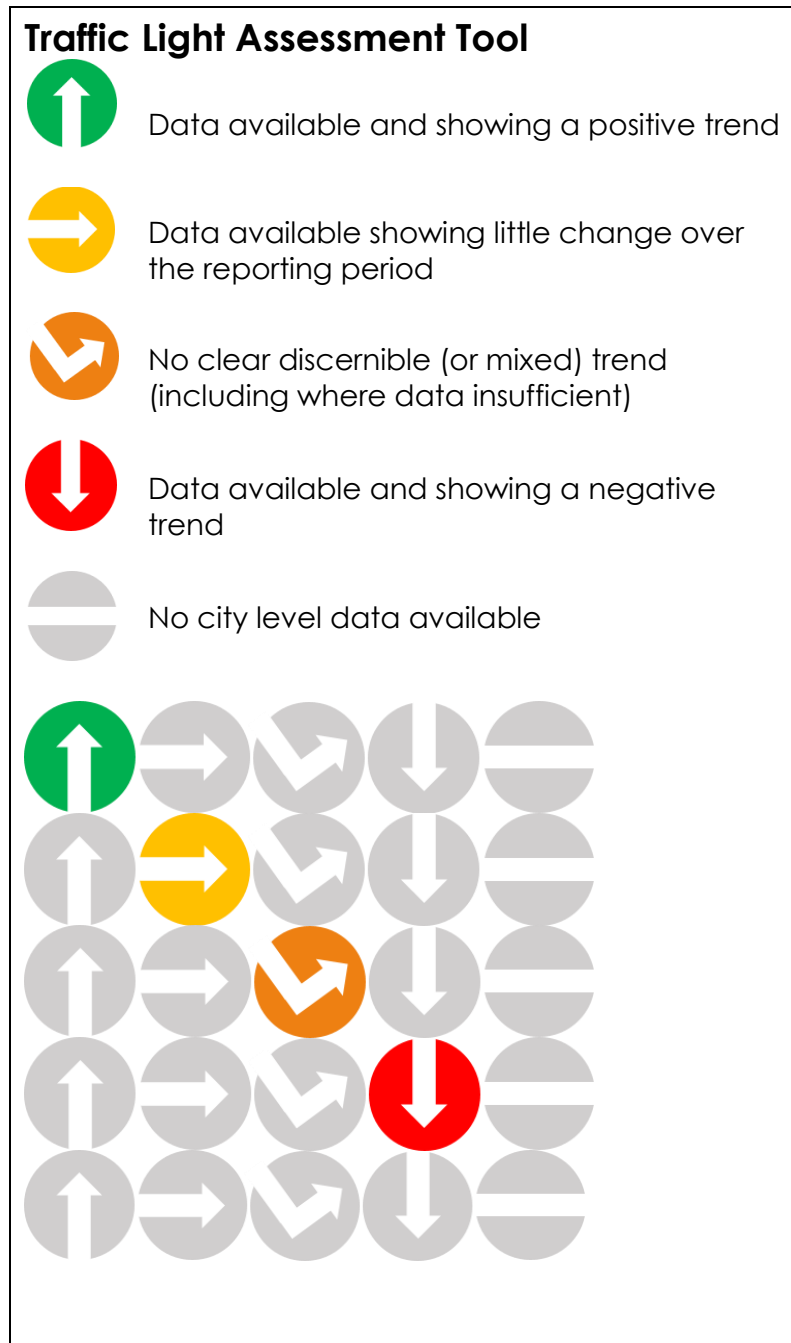 Traffic Light Assessment Tool
Data available and showing a positive trend
Data available showing little change over
the reporting period
No clear discernible (or mixed) trend
(including where data insufficient)
Data available and showing a negative
trend
No city level data available